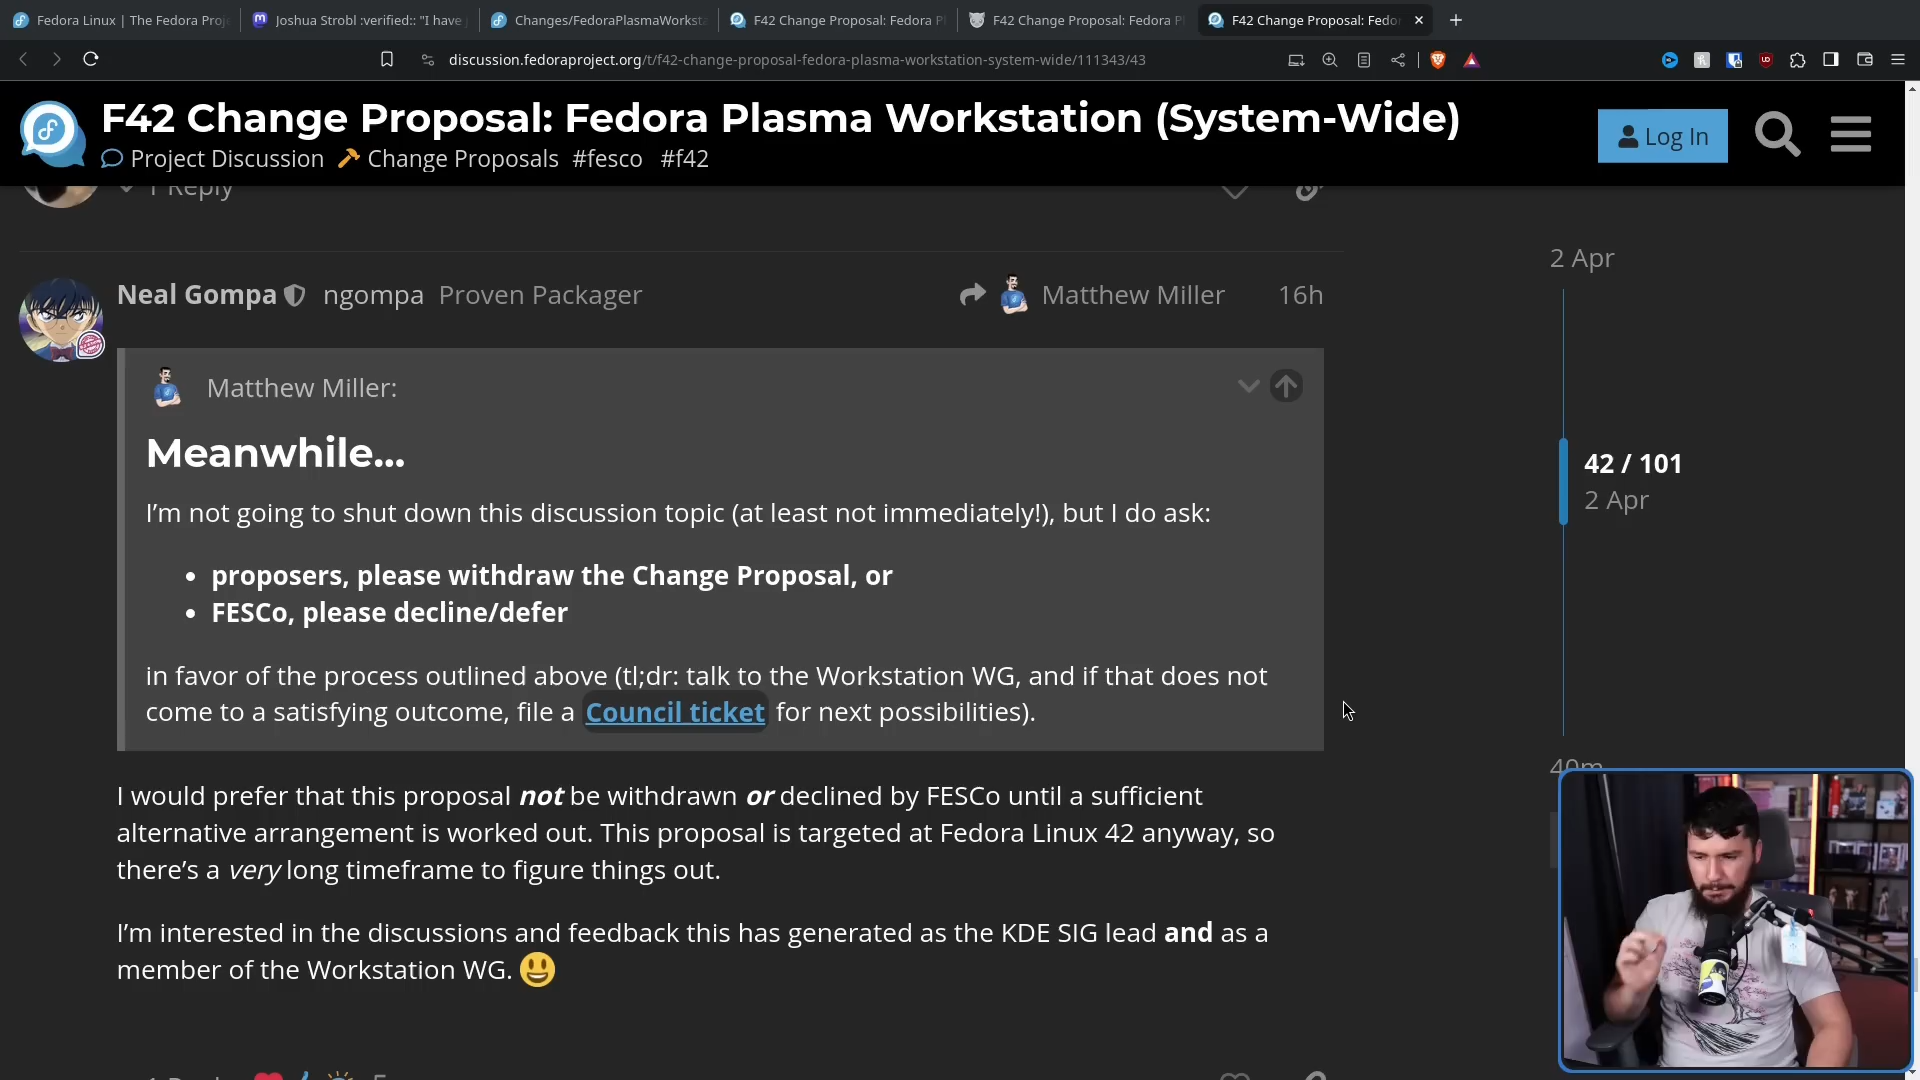 Fedora Linux | The Fedora Proj
Joshua Strobl :verified:: "I have j
Changes/FedoraPlasmaWorksta
F42 Change Proposal: Fedora Pl
F42 Change Proposal: Fedora Pl
F42 Change Proposal: Fedo
discussion.fedoraproject.org/t/f42-change-proposal-fedora-plasma-workstation-system-wide/111343/43
F42 Change Proposal: Fedora Plasma Workstation (System-Wide)
Project Discussion Change Proposals #fesco #f42
Log In
1 Reply
Neal Gompa ngompa Proven Packager Matthew Miller 16h
Matthew Miller:
Meanwhile…
I’m not going to shut down this discussion topic (at least not immediately!), but I do ask:
• proposers, please withdraw the Change Proposal, or
• FESCo, please decline/defer
in favor of the process outlined above (tl;dr: talk to the Workstation WG, and if that does not
come to a satisfying outcome, file a Council ticket for next possibilities).
I would prefer that this proposal not be withdrawn or declined by FESCo until a sufficient
alternative arrangement is worked out. This proposal is targeted at Fedora Linux 42 anyway, so
there’s a very long timeframe to figure things out.
I’m interested in the discussions and feedback this has generated as the KDE SIG lead and as a
member of the Workstation WG.
2 Apr
42 / 101
2 Apr
40m